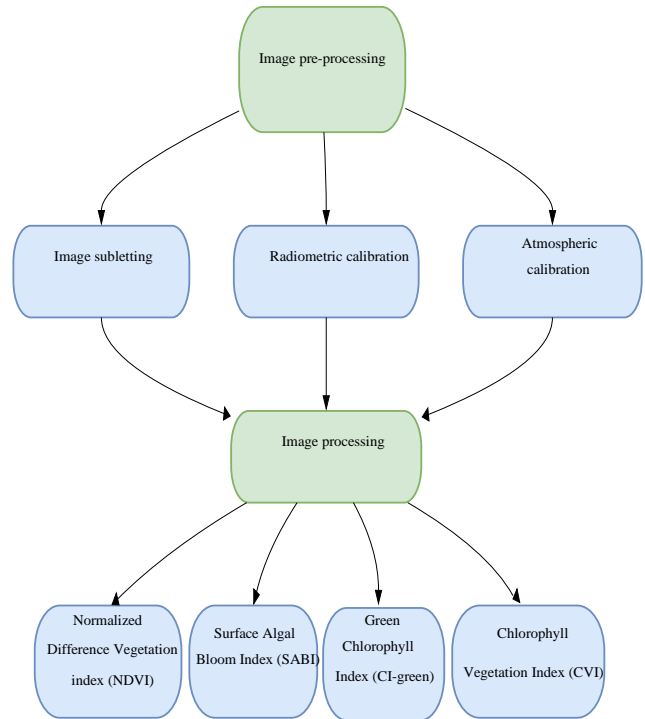 Image pre-processing
Image subletting
Radiometric calibration
Atmospheric
calibration
Image processing
Normalized
Difference Vegetation
index (NDVI)
Surface Algal
Bloom Index (SABI)
Green
Chlorophyll
Index (CI-green)
Chlorophyll
Vegetation Index (CVI)